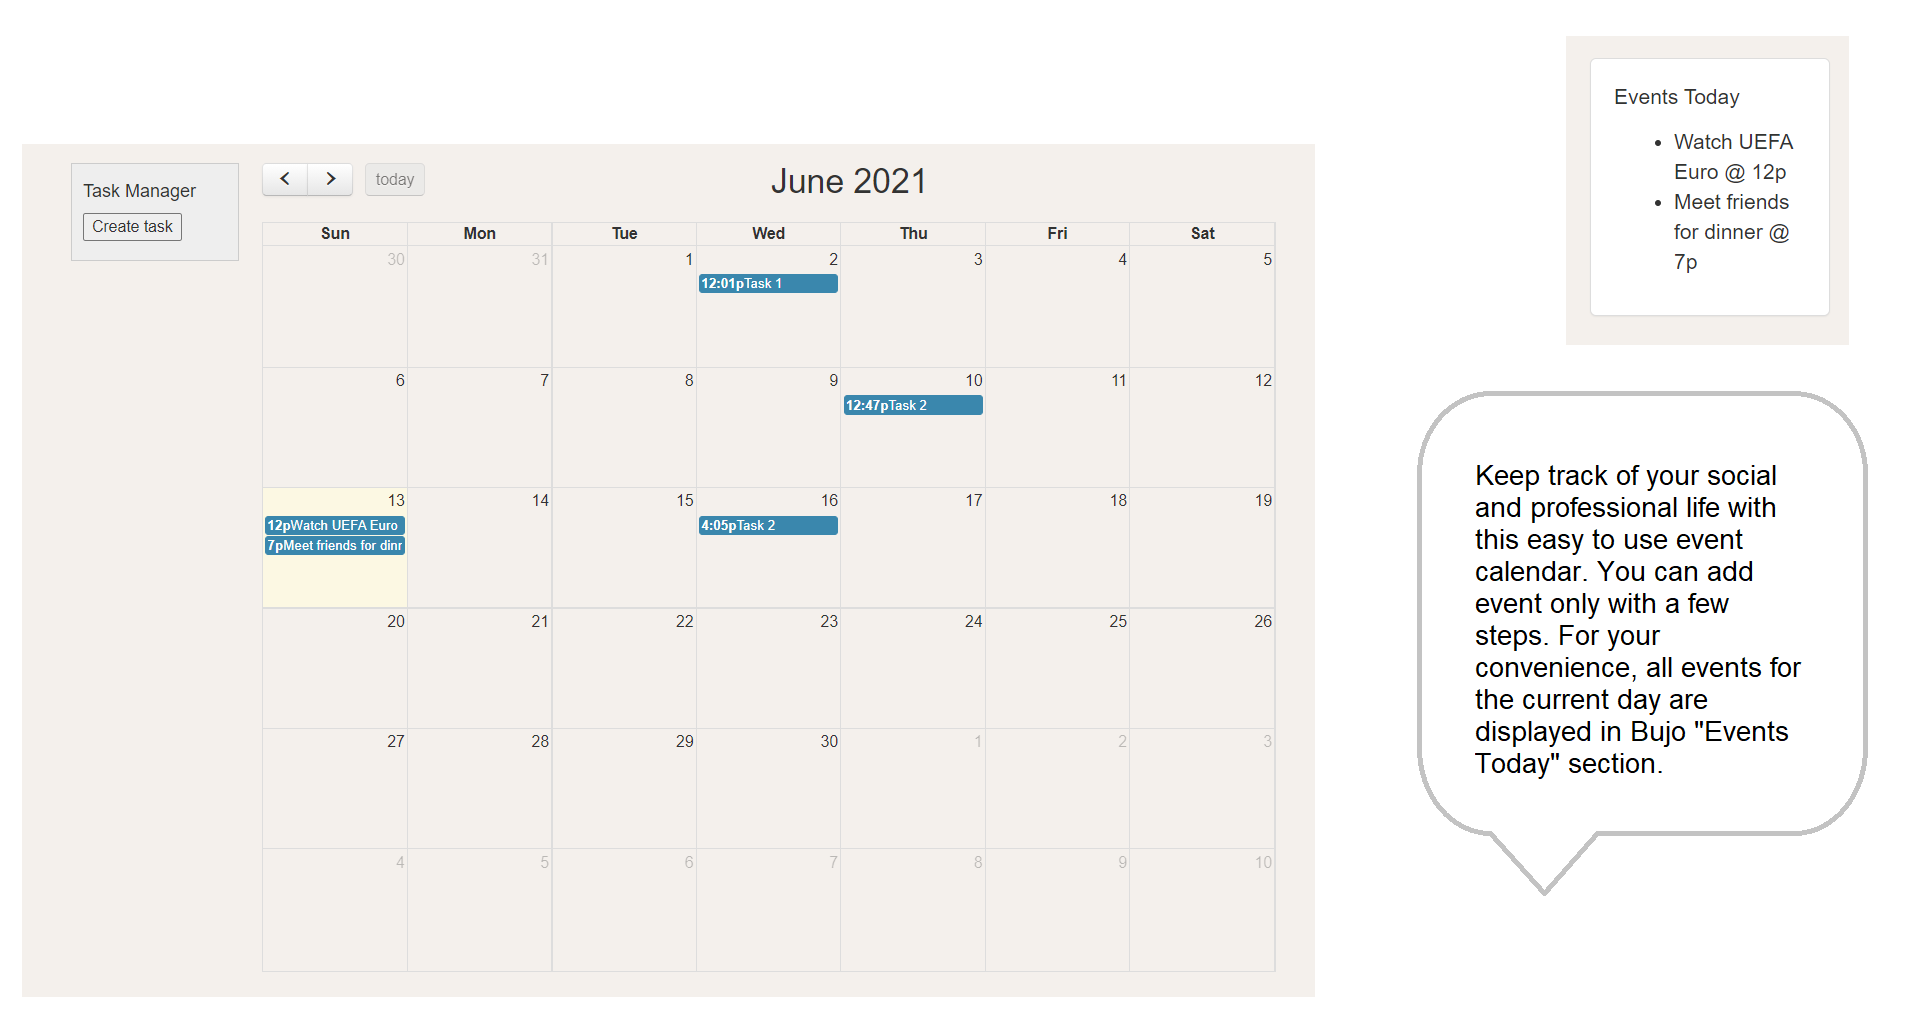 Task Manager
Create task
today
June 2021
Sun Mon Tue Wed Thu Fri Sat
30 31 1 2 3 4 5
12:01pTask 1
6 7 8 9 10 11 12
12:47pTask 2
13 14 15 16 17 18 19
12pWatch UEFA Euro 4:05pTask 2
7pMeet friends for dinr
20 21 22 23 24 25 26
27 28 29 30 1 2 3
4 5 6 7 8 9 10
Events Today
• Watch UEFA
Euro @ 12p
• Meet friends
for dinner @
7p
Keep track of your social
and professional life with
this easy to use event
calendar. You can add
event only with a few
steps. For your
convenience, all events for
the current day are
displayed in Bujo "Events
Today" section.